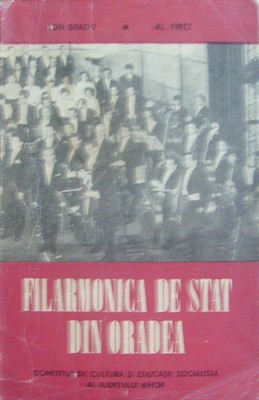 ION BRADU • AL. FIREZ
FILARMONICA DE STAT
DIN ORADEA
COMITETUL DE CULTURĂ ȘI EDUCAȚIE SOCIALISTĂ
AL JUDEȚULUI BIHOR